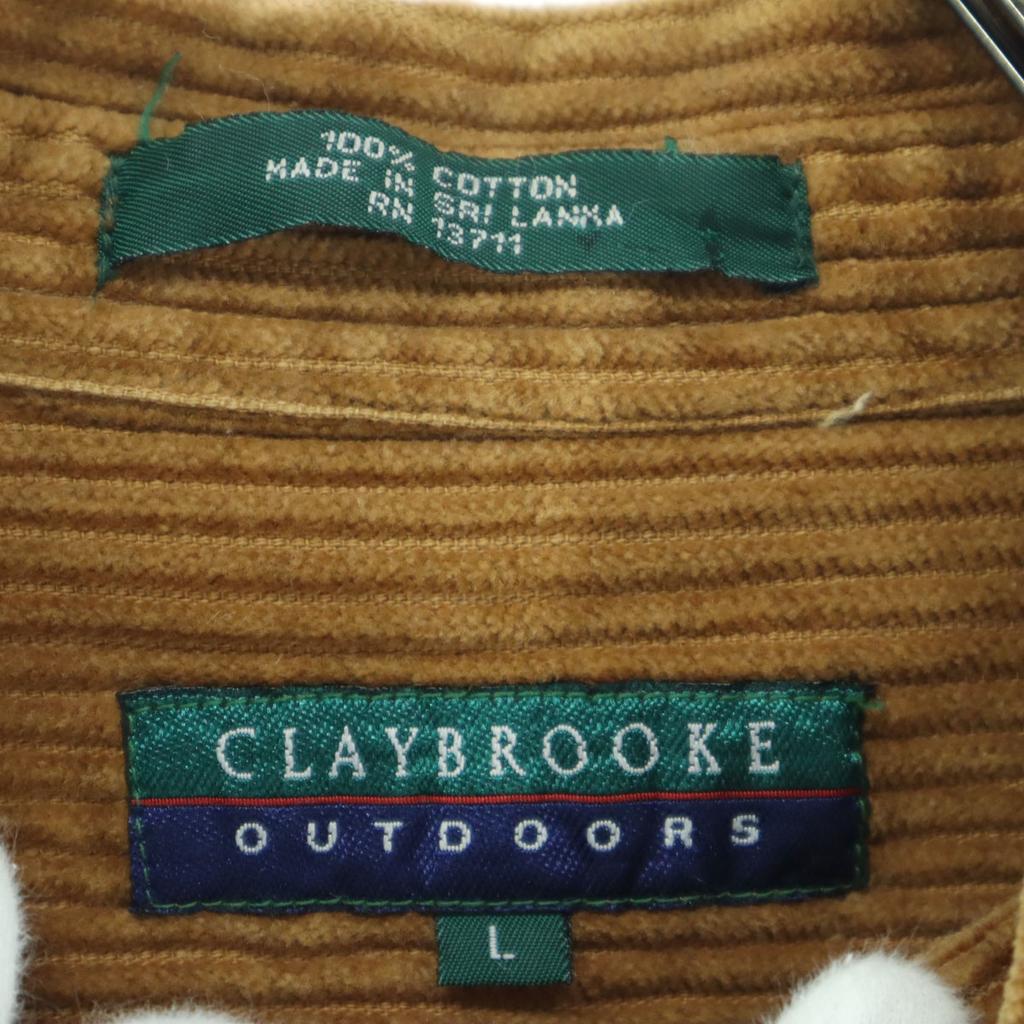 100% COTTON
MADE IN SRI LANKA
RN 13711
CLAYBROOKE
OUTDOORS
L